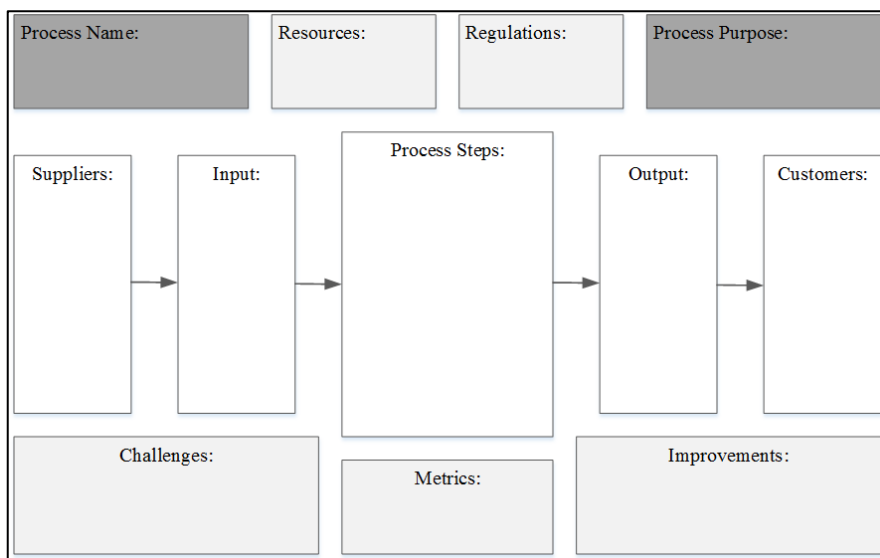 Process Name:
Resources:
Regulations:
Process Purpose:
Suppliers:
Input:
Process Steps:
Output:
Customers:
Challenges:
Metrics:
Improvements: